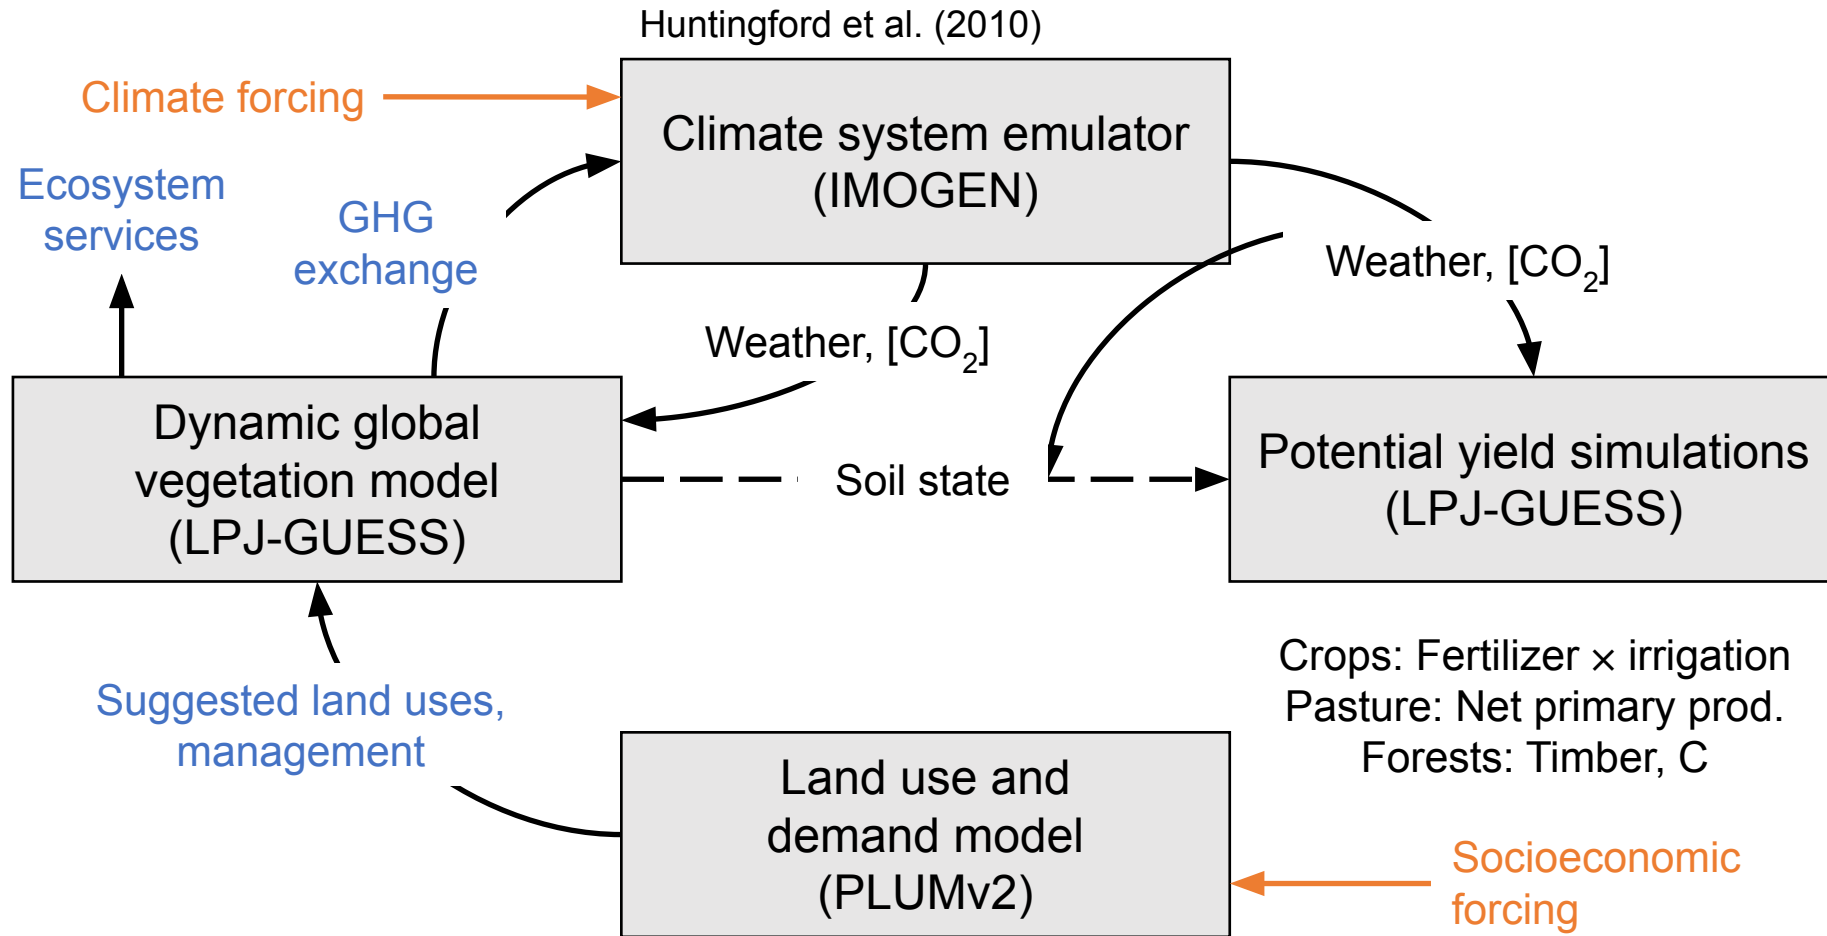 Huntingford et al. (2010)
Climate forcing
Climate system emulator
(IMOGEN)
Ecosystem
services
GHG
exchange
Weather, [CO₂]
Weather, [CO₂]
Dynamic global
vegetation model
(LPJ-GUESS)
Soil state
Potential yield simulations
(LPJ-GUESS)
Crops: Fertilizer × irrigation
Pasture: Net primary prod.
Forests: Timber, C
Suggested land uses,
management
Land use and
demand model
(PLUMv2)
Socioeconomic
forcing